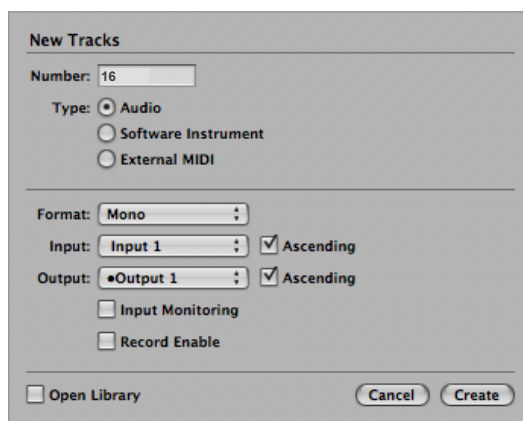 New Tracks
Number: 16
Type: Audio
Software Instrument
External MIDI
Format: Mono
Input: Input 1 Ascending
Output: •Output 1 Ascending
Input Monitoring
Record Enable
Open Library Cancel Create